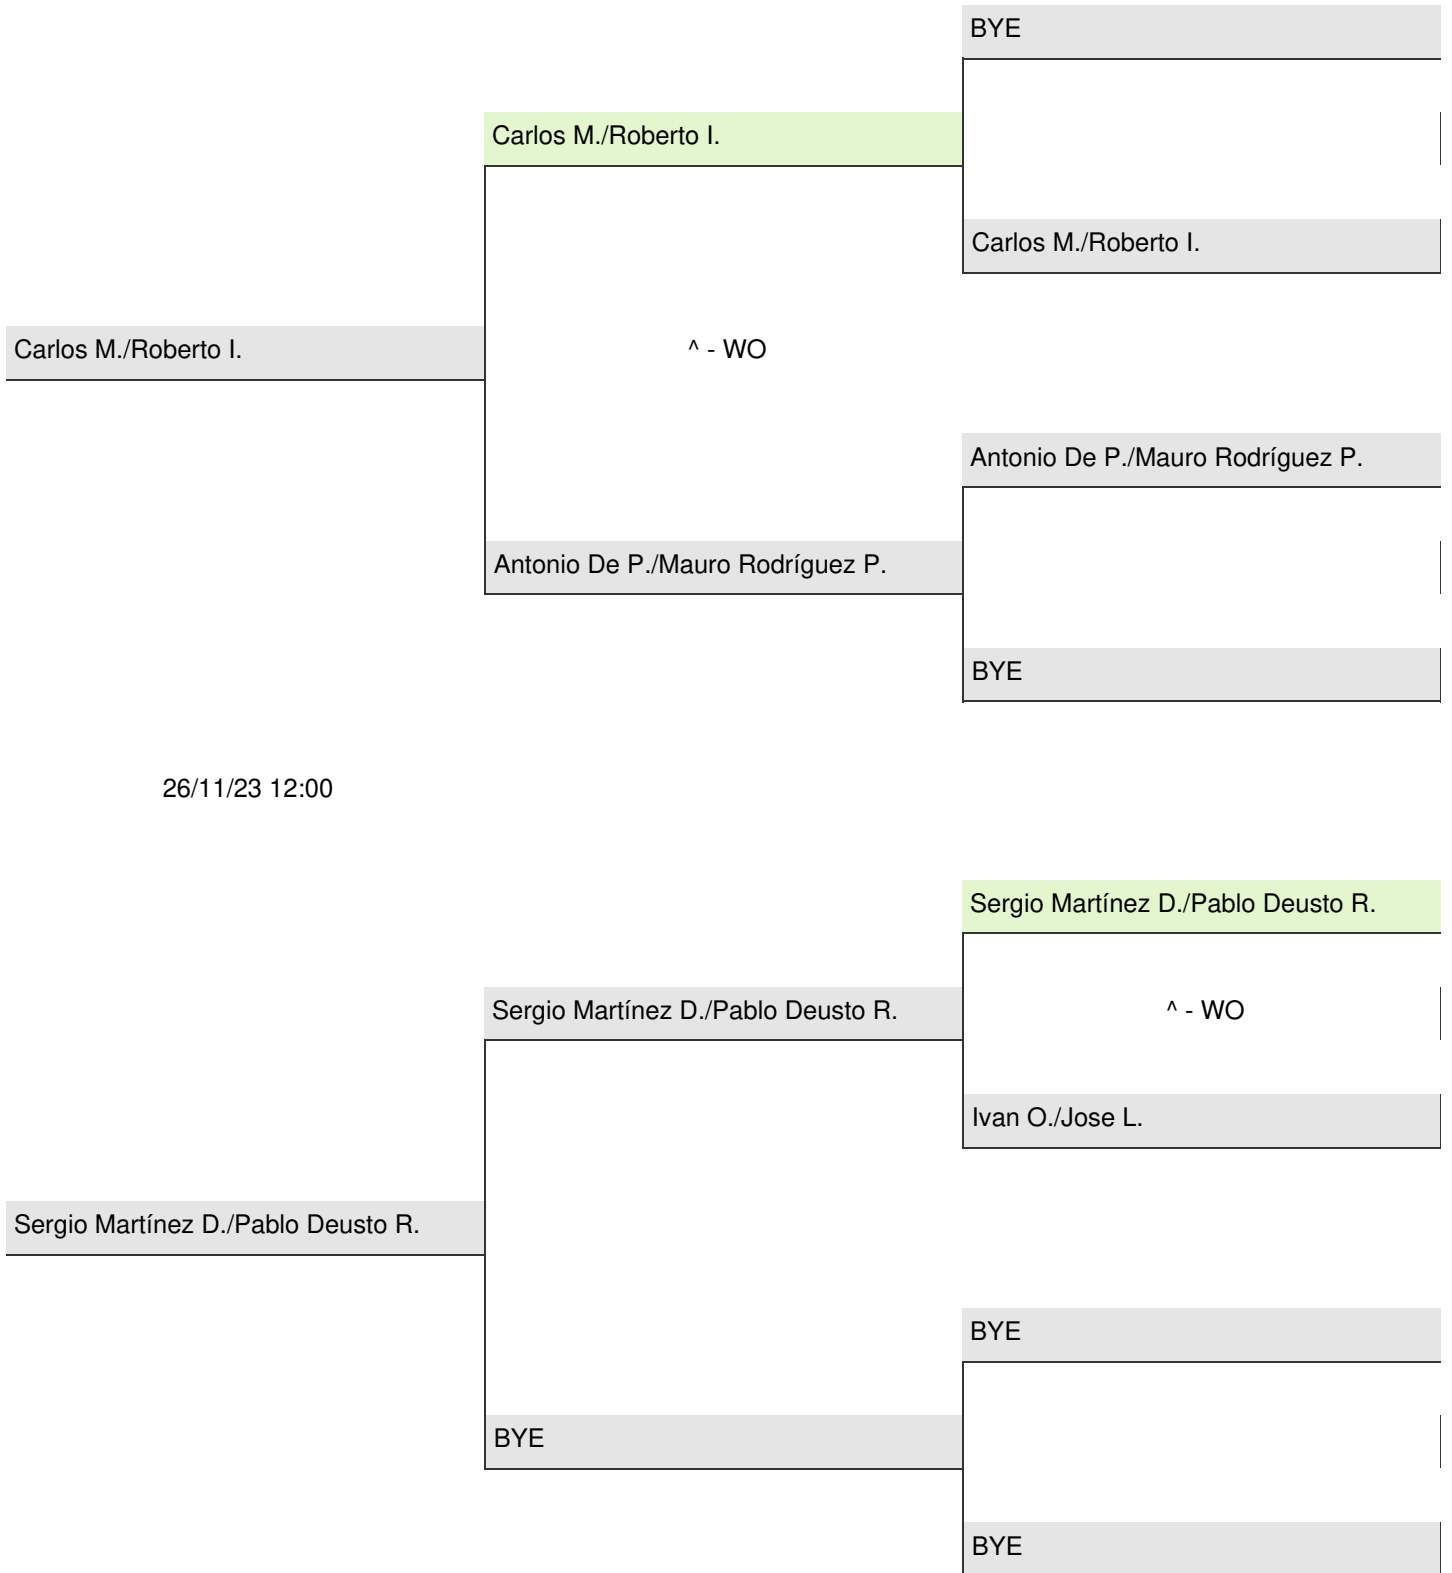 BYE
Carlos M./Roberto I.
Carlos M./Roberto I.
Carlos M./Roberto I.
^ - WO
Antonio De P./Mauro Rodríguez P.
Antonio De P./Mauro Rodríguez P.
BYE
26/11/23 12:00
Sergio Martínez D./Pablo Deusto R.
Sergio Martínez D./Pablo Deusto R.
^ - WO
Ivan O./Jose L.
Sergio Martínez D./Pablo Deusto R.
BYE
BYE
BYE